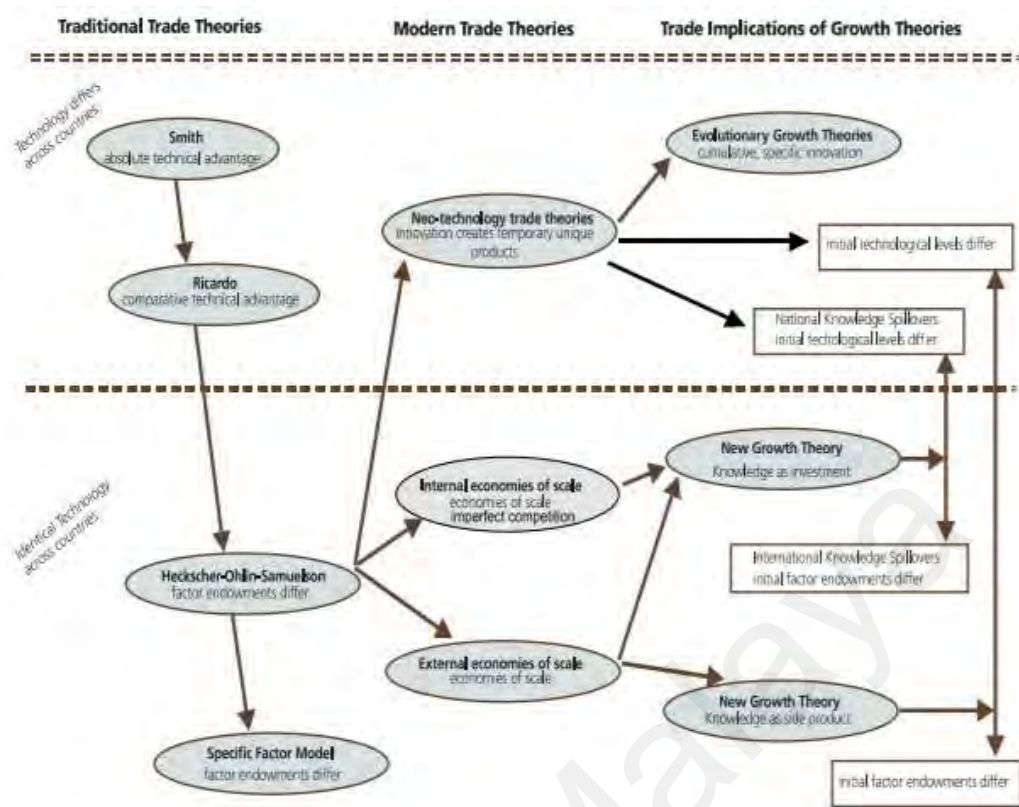 Traditional Trade Theories
Modern Trade Theories
Trade Implications of Growth Theories
Technology differs
across countries
Smith
absolute technical advantage
Evolutionary Growth Theories
cumulative, specific innovation
Neo-technology trade theories
innovation creates temporary unique
products
initial technological levels differ
Ricardo
comparative technical advantage
National Knowledge Spillovers
initial techological levels differ
Identical Technology
across countries
Internal economies of scale
economies of scale
imperfect competition
New Growth Theory
Knowledge as investment
Heckscher-Ohlin-Samuelson
factor endowments differ
International Knowledge Spillovers
initial factor endowments differ
External economies of scale
economies of scale
New Growth Theory
Knowledge as side product
Specific Factor Model
factor endowments differ
initial factor endowments differ
Malaya